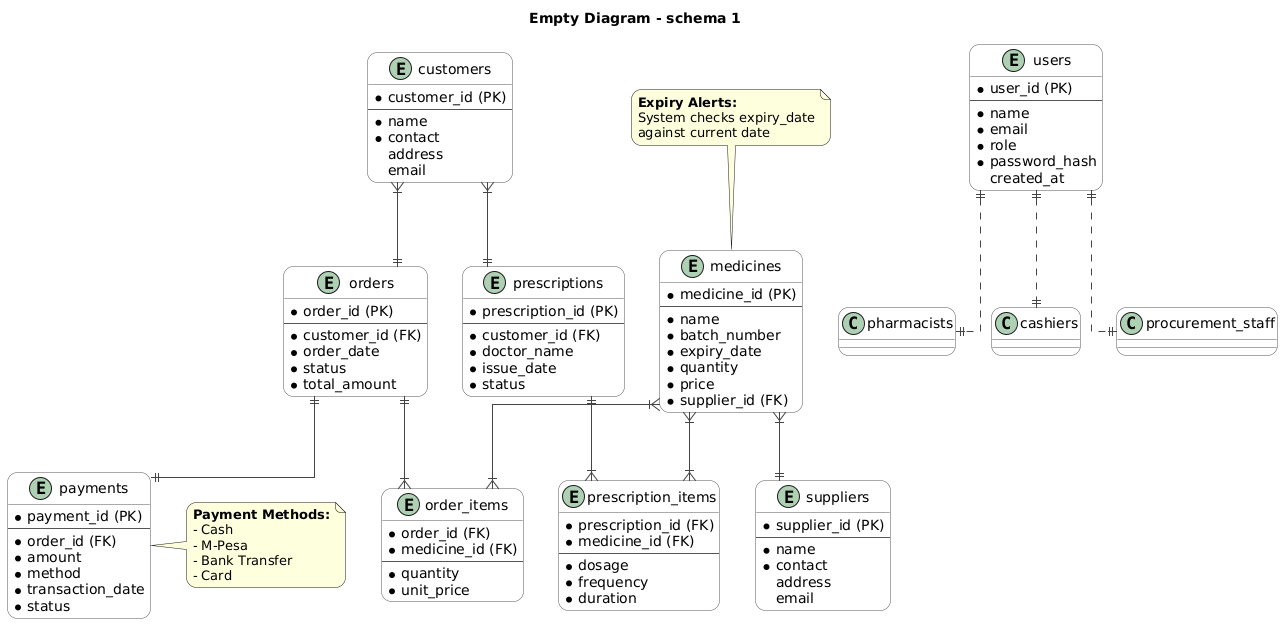 Empty Diagram - schema 1
E customers
customer_id (PK)
name
contact
address
email
Expiry Alerts:
System checks expiry_date
against current date
E users
user_id (PK)
name
email
role
password_hash
created_at
E orders
order_id (PK)
customer_id (FK)
order_date
status
total_amount
E prescriptions
prescription_id (PK)
customer_id (FK)
doctor_name
issue_date
status
E medicines
medicine_id (PK)
name
batch_number
expiry_date
quantity
price
supplier_id (FK)
C pharmacists
C cashiers
C procurement_staff
E payments
payment_id (PK)
order_id (FK)
amount
method
transaction_date
status
Payment Methods:
- Cash
- M-Pesa
- Bank Transfer
- Card
E order_items
order_id (FK)
medicine_id (FK)
quantity
unit_price
E prescription_items
prescription_id (FK)
medicine_id (FK)
dosage
frequency
duration
E suppliers
supplier_id (PK)
name
contact
address
email